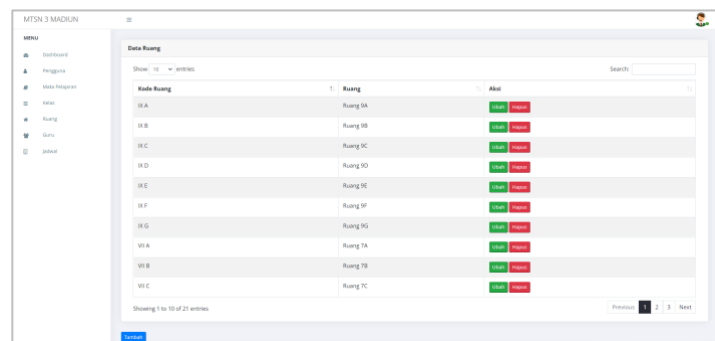 MTSN 3 MADIUN
MENU
Dashboard
Pengguna
Mata Pelajaran
Kelas
Ruang
Guru
Jadwal
Data Ruang
Show 10 entries
Search:
Kode Ruang Ruang Aksi
IX A Ruang 9A Ubah Hapus
IX B Ruang 9B Ubah Hapus
IX C Ruang 9C Ubah Hapus
IX D Ruang 9D Ubah Hapus
IX E Ruang 9E Ubah Hapus
IX F Ruang 9F Ubah Hapus
IX G Ruang 9G Ubah Hapus
VII A Ruang 7A Ubah Hapus
VII B Ruang 7B Ubah Hapus
VII C Ruang 7C Ubah Hapus
Showing 1 to 10 of 21 entries
Previous 1 2 3 Next
Tambah